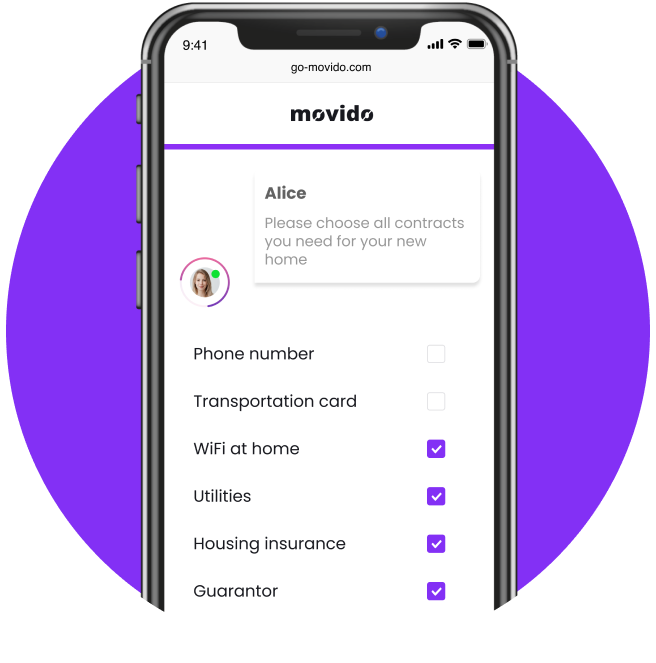 9:41
go-movido.com
movido
Alice
Please choose all contracts
you need for your new
home
Phone number
Transportation card
WiFi at home
Utilities
Housing insurance
Guarantor